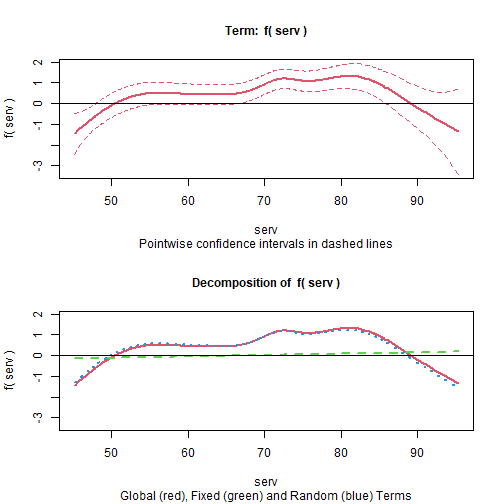 Term: f( serv )
f( serv )
2
1
0
-1
-3
50
60
70
80
90
serv
Pointwise confidence intervals in dashed lines
Decomposition of f( serv )
f( serv )
2
1
0
-1
-3
50
60
70
80
90
serv
Global (red), Fixed (green) and Random (blue) Terms